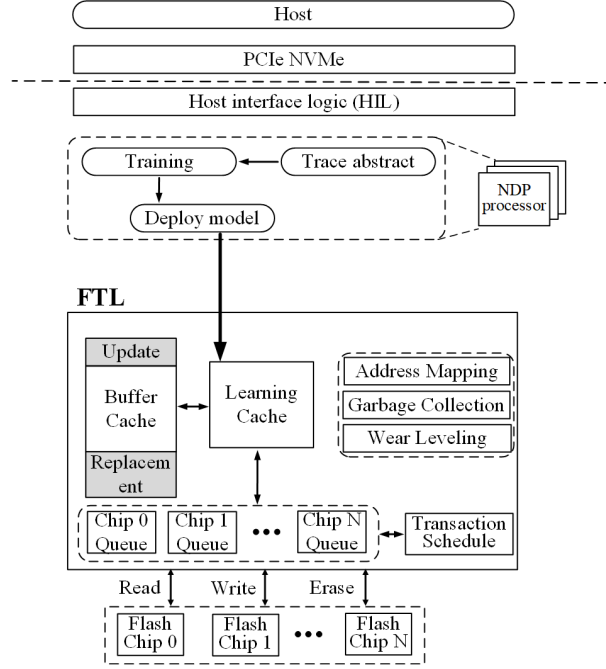 Host
PCIe NVMe
Host interface logic (HIL)
Training
Trace abstract
Deploy model
NDP
processor
FTL
Update
Buffer
Cache
Replacem
ent
Learning
Cache
Address Mapping
Garbage Collection
Wear Leveling
Chip 0
Queue
Chip 1
Queue
•••
Chip N
Queue
Transaction
Schedule
Read
Write
Erase
Flash
Chip 0
Flash
Chip 1
•••
Flash
Chip N